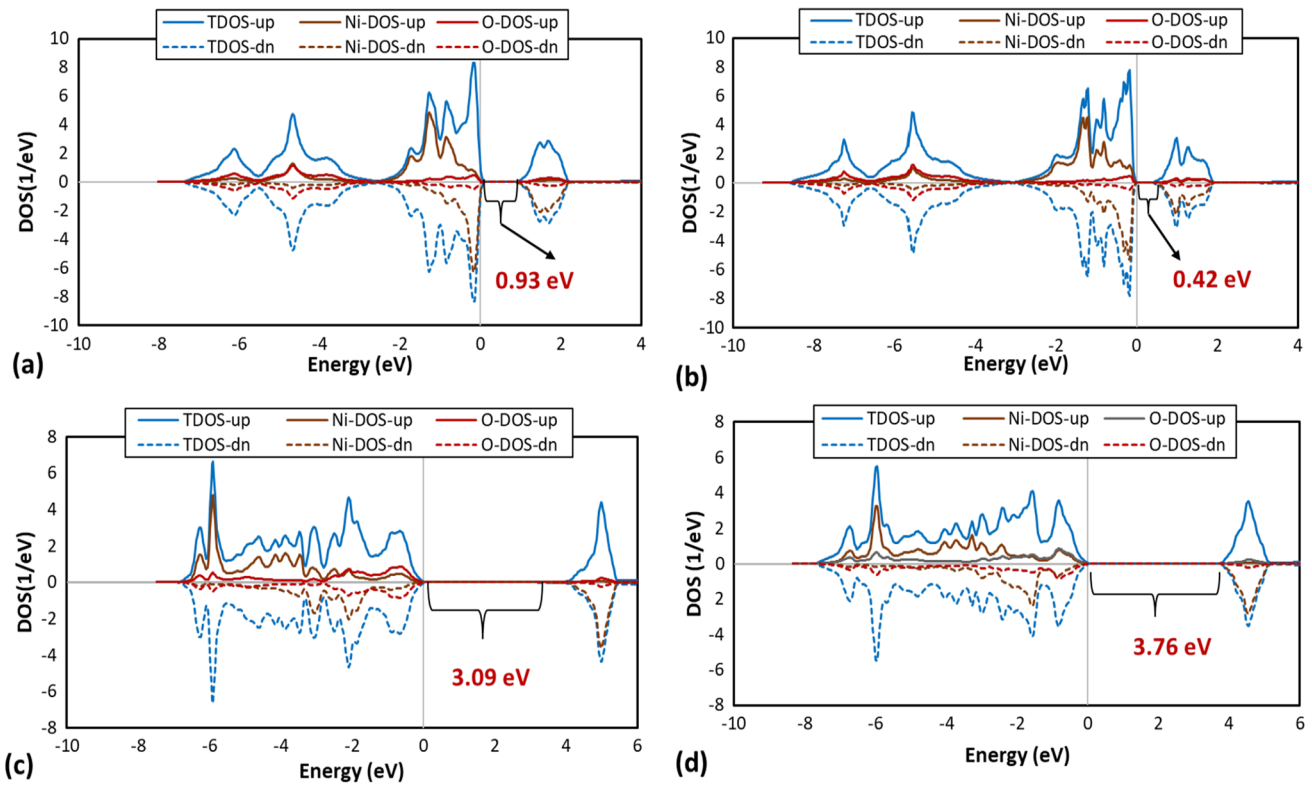 TDOS-up Ni-DOS-up O-DOS-up
TDOS-dn Ni-DOS-dn O-DOS-dn
10
8
6
4
2
0
-2
-4
-6
-8
-10
DOS(1/eV)
-10 -8 -6 -4 -2 0 2 4
Energy (eV)
0.93 eV
(a)
TDOS-up Ni-DOS-up O-DOS-up
TDOS-dn Ni-DOS-dn O-DOS-dn
10
8
6
4
2
0
-2
-4
-6
-8
-10
DOS(1/eV)
-10 -8 -6 -4 -2 0 2 4
Energy (eV)
0.42 eV
(b)
TDOS-up Ni-DOS-up O-DOS-up
TDOS-dn Ni-DOS-dn O-DOS-dn
8
6
4
2
0
-2
-4
-6
-8
DOS(1/eV)
-10 -8 -6 -4 -2 0 2 4 6
Energy (eV)
3.09 eV
(c)
TDOS-up Ni-DOS-up O-DOS-up
TDOS-dn Ni-DOS-dn O-DOS-dn
8
6
4
2
0
-2
-4
-6
-8
DOS (1/eV)
-10 -8 -6 -4 -2 0 2 4 6
Energy (eV)
3.76 eV
(d)